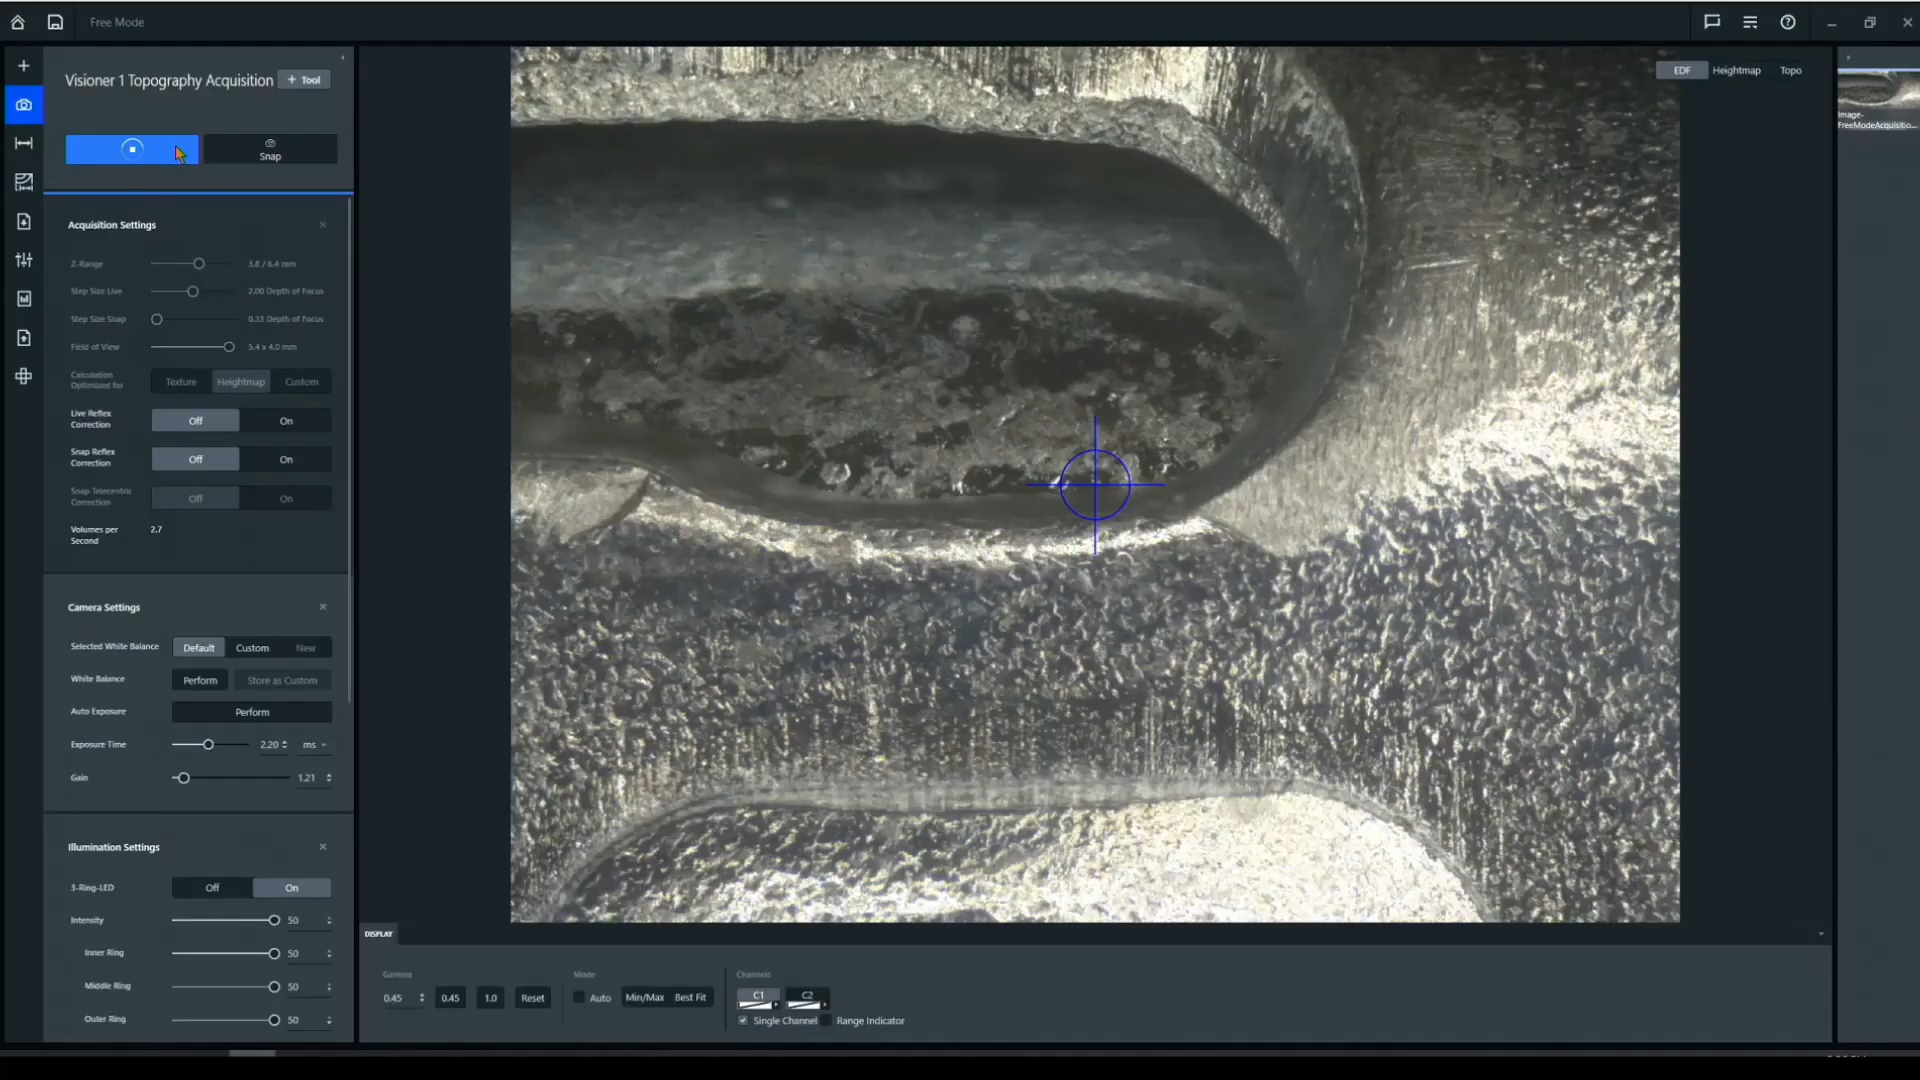 Free Mode
Visioner 1 Topography Acquisition
+ Tool
Snap
Acquisition Settings
Z-Range 3.8 / 6.4 mm
Step Size Live 2.00 Depth of Focus
Step Size Snap 0.33 Depth of Focus
Field of View 5.4 x 4.0 mm
Calculation
Optimized for
Texture Heightmap Custom
Live Reflex
Correction
Off On
Snap Reflex
Correction
Off On
Snap Telecentric
Correction
Off On
Volumes per
Second
2.7
Camera Settings
Selected White Balance Default Custom New
White Balance Perform Store as Custom
Auto Exposure Perform
Exposure Time 2.20 ms
Gain 1.21
Illumination Settings
3-Ring-LED Off On
Intensity 50
Inner Ring 50
Middle Ring 50
Outer Ring 50
EDF Heightmap Topo
Image-
FreeModeAcquisitio...
DISPLAY
Gamma
0.45 0.45 1.0 Reset
Mode
Auto Min/Max Best Fit
Channels
C1 C2
Single Channel Range Indicator